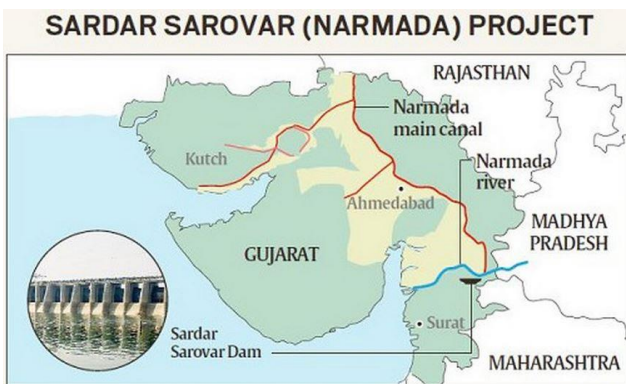 SARDAR SAROVAR (NARMADA) PROJECT
RAJASTHAN
Narmada
main canal
Kutch
Narmada
river
Ahmedabad
MADHYA
PRADESH
GUJARAT
Sardar
Sarovar Dam
Surat
MAHARASHTRA